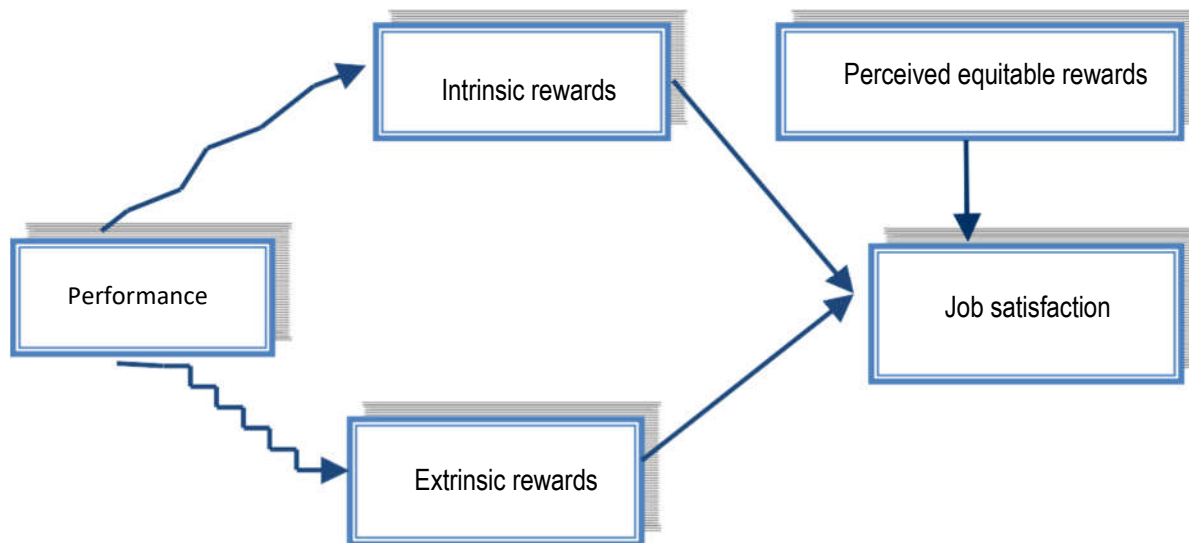 Intrinsic rewards
Perceived equitable rewards
Performance
Job satisfaction
Extrinsic rewards